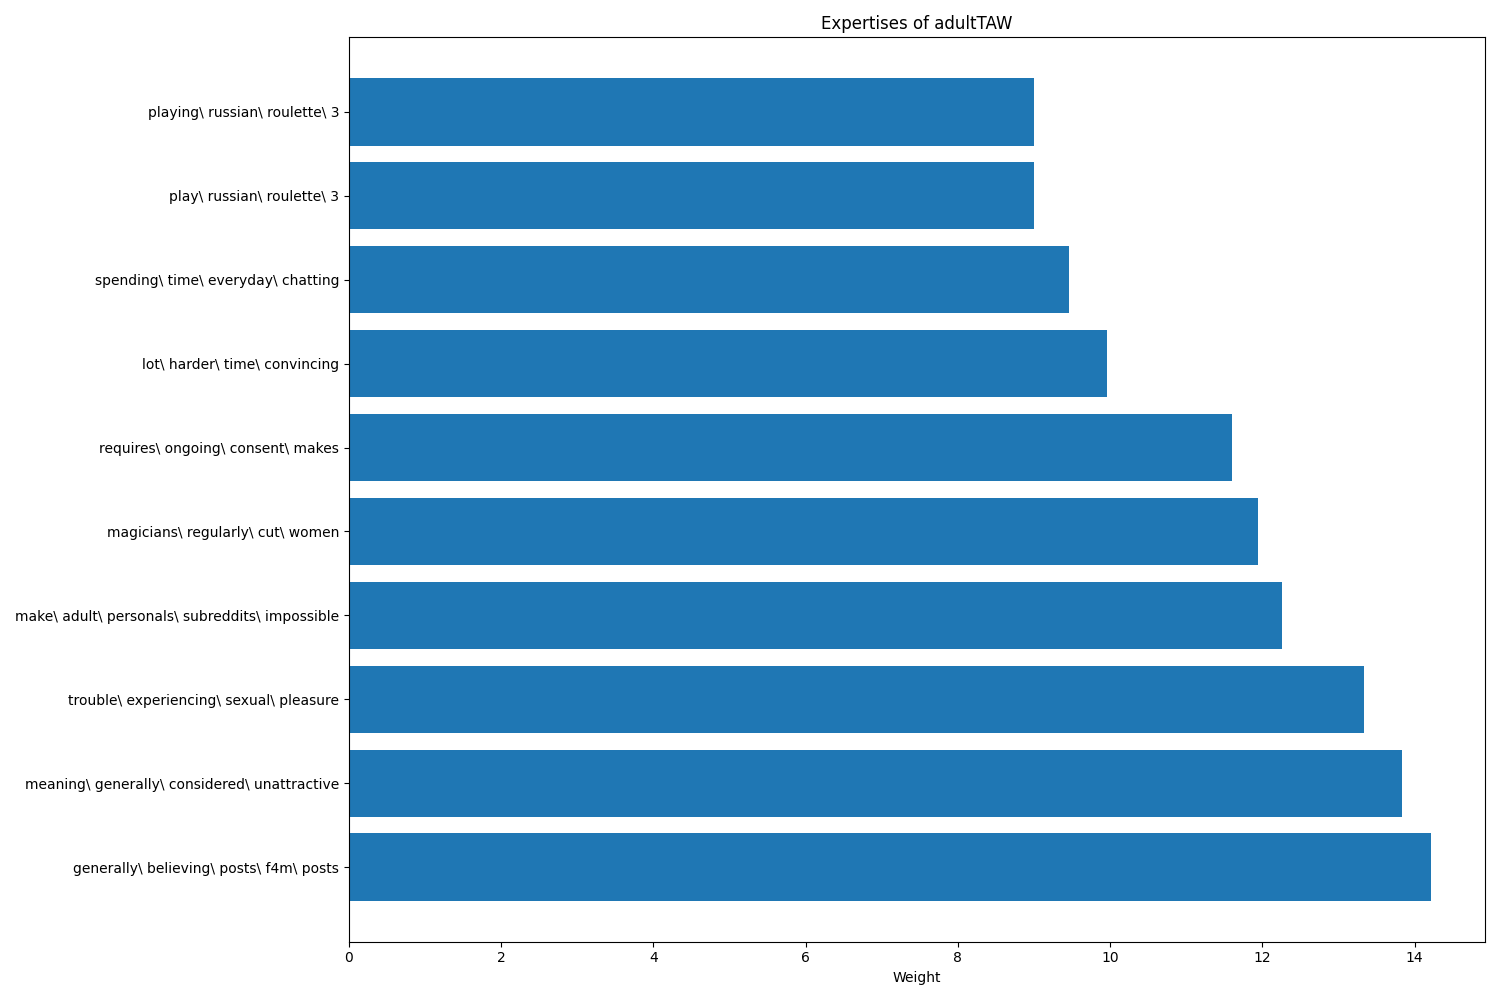 Expertises of adultTAW
playing\ russian\ roulette\ 3
play\ russian\ roulette\ 3
spending\ time\ everyday\ chatting
lot\ harder\ time\ convincing
requires\ ongoing\ consent\ makes
magicians\ regularly\ cut\ women
make\ adult\ personals\ subreddits\ impossible
trouble\ experiencing\ sexual\ pleasure
meaning\ generally\ considered\ unattractive
generally\ believing\ posts\ f4m\ posts
0 2 4 6 8 10 12 14
Weight